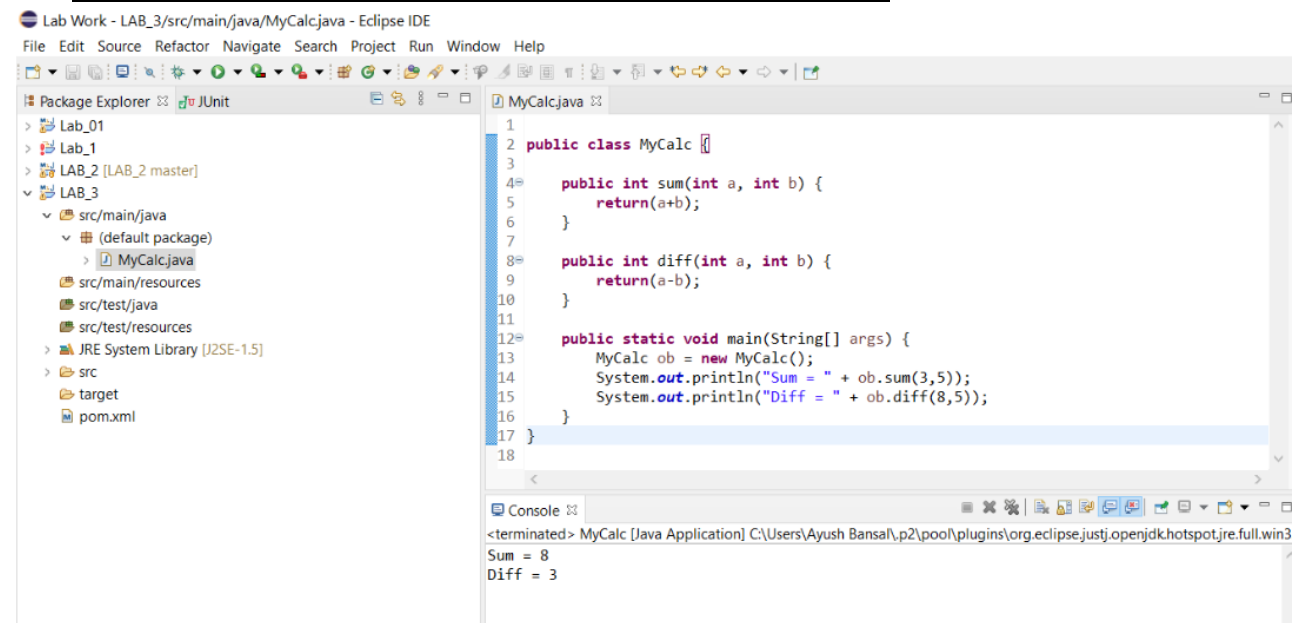 Lab Work - LAB_3/src/main/java/MyCalc.java - Eclipse IDE
File Edit Source Refactor Navigate Search Project Run Window Help
Package Explorer JUnit
Lab_01
Lab_1
LAB_2 [LAB_2 master]
LAB_3
src/main/java
(default package)
MyCalc.java
src/main/resources
src/test/java
src/test/resources
JRE System Library [J2SE-1.5]
src
target
pom.xml
MyCalc.java
1
2 public class MyCalc {
3
4     public int sum(int a, int b) {
5         return(a+b);
6     }
7
8     public int diff(int a, int b) {
9         return(a-b);
10     }
11
12     public static void main(String[] args) {
13         MyCalc ob = new MyCalc();
14         System.out.println("Sum = " + ob.sum(3,5));
15         System.out.println("Diff = " + ob.diff(8,5));
16     }
17 }
18
Console
<terminated> MyCalc [Java Application] C:\Users\Ayush Bansal\.p2\pool\plugins\org.eclipse.justj.openjdk.hotspot.jre.full.win3
Sum = 8
Diff = 3